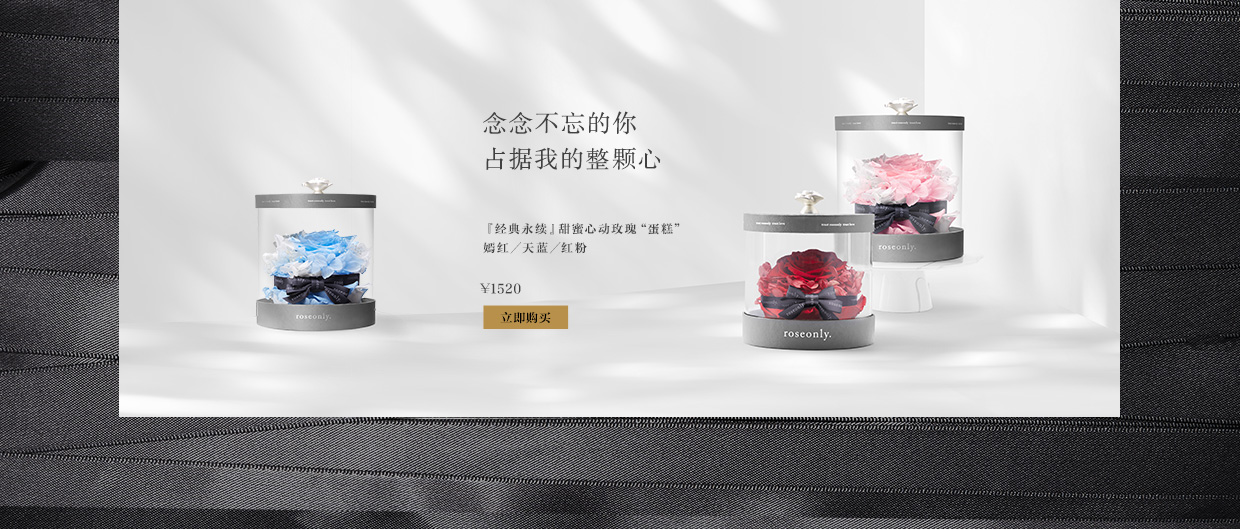 念念不忘的你
占据我的整颗心
『经典永续』甜蜜心动玫瑰“蛋糕”
嫣红／天蓝／红粉
¥1520
立即购买
roseonly.
roseonly.
roseonly.